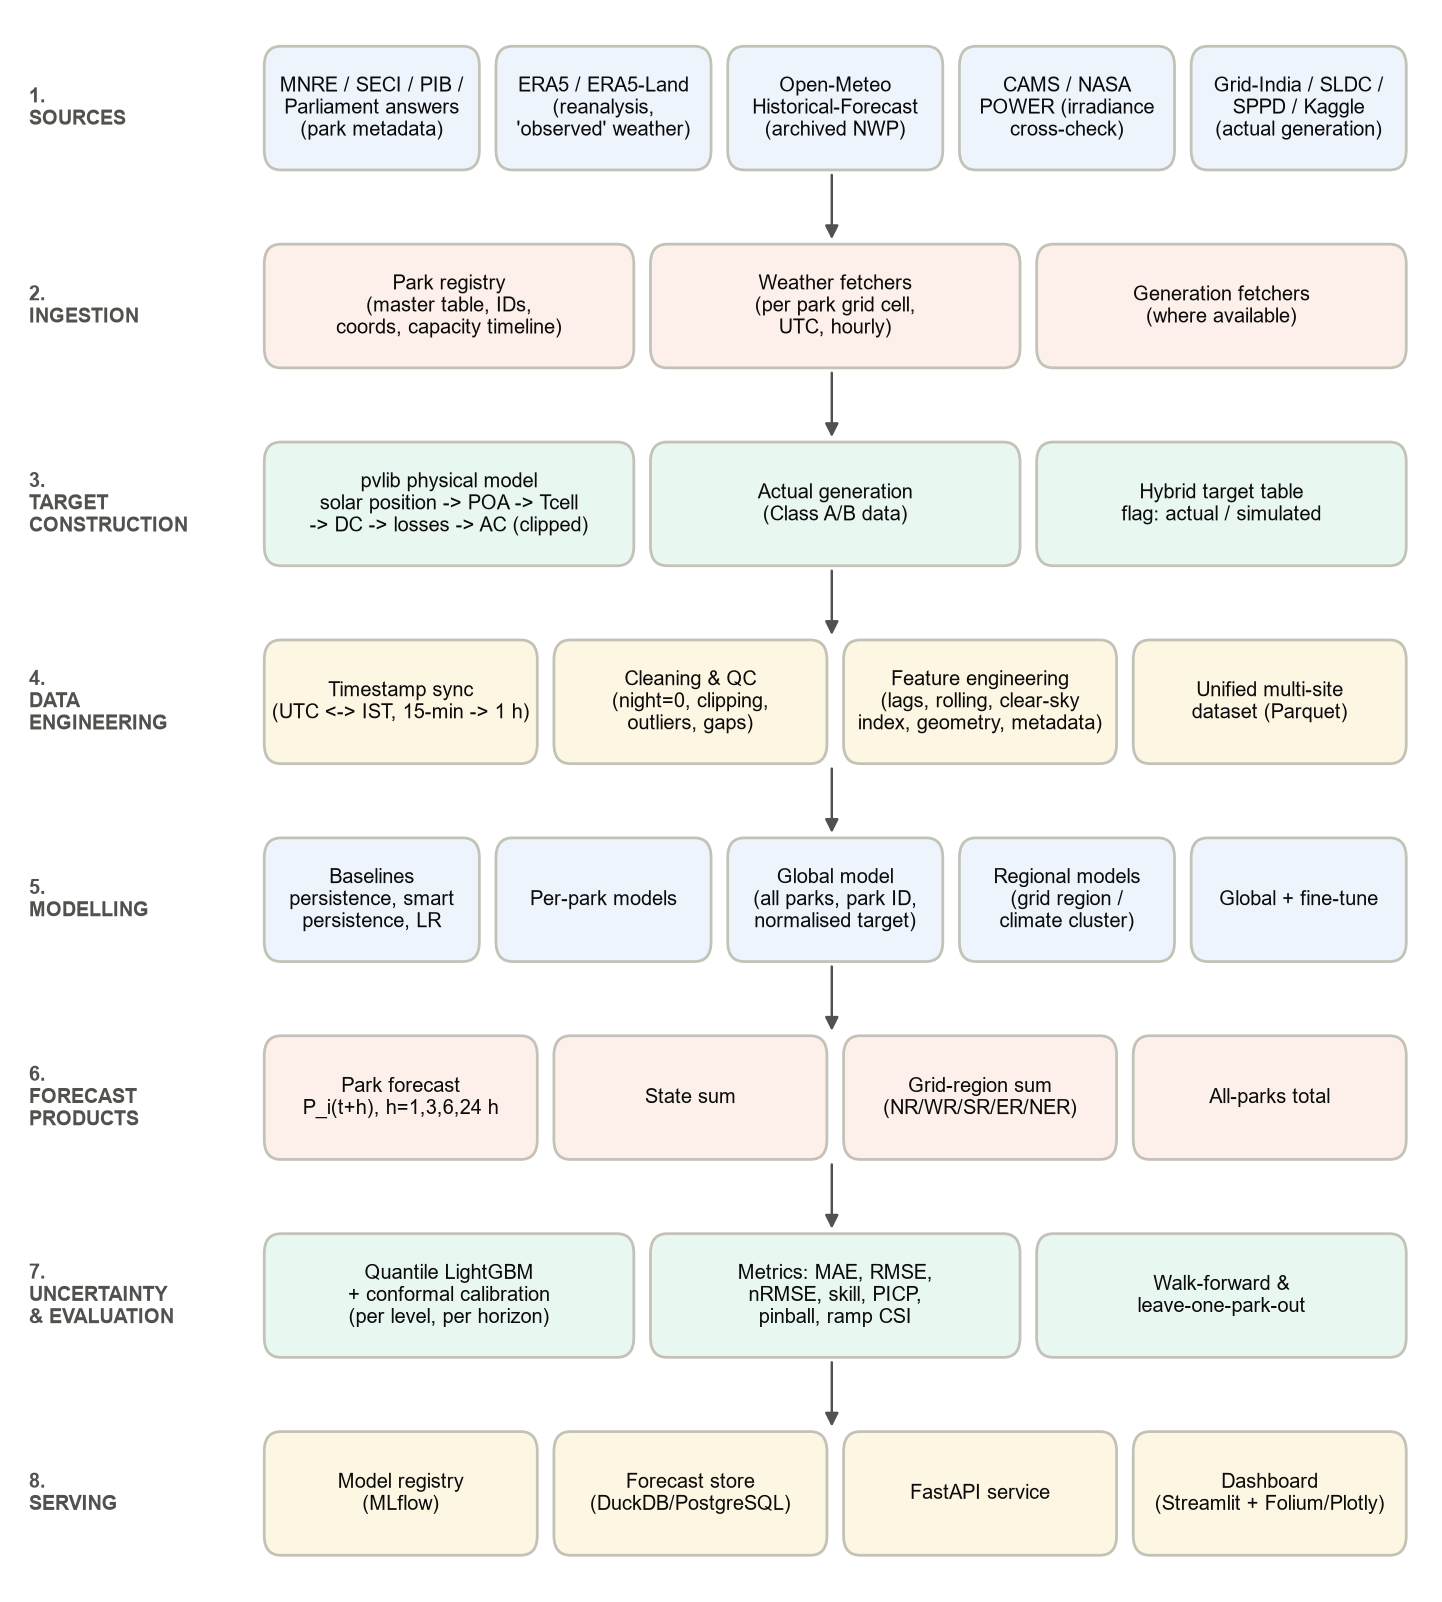 1.
SOURCES
MNRE / SECI / PIB /
Parliament answers
(park metadata)
ERA5 / ERA5-Land
(reanalysis,
'observed' weather)
Open-Meteo
Historical-Forecast
(archived NWP)
CAMS / NASA
POWER (irradiance
cross-check)
Grid-India / SLDC /
SPPD / Kaggle
(actual generation)
2.
INGESTION
Park registry
(master table, IDs,
coords, capacity timeline)
Weather fetchers
(per park grid cell,
UTC, hourly)
Generation fetchers
(where available)
3.
TARGET
CONSTRUCTION
pvlib physical model
solar position -> POA -> Tcell
-> DC -> losses -> AC (clipped)
Actual generation
(Class A/B data)
Hybrid target table
flag: actual / simulated
4.
DATA
ENGINEERING
Timestamp sync
(UTC <-> IST, 15-min -> 1 h)
Cleaning & QC
(night=0, clipping,
outliers, gaps)
Feature engineering
(lags, rolling, clear-sky
index, geometry, metadata)
Unified multi-site
dataset (Parquet)
5.
MODELLING
Baselines
persistence, smart
persistence, LR
Per-park models
Global model
(all parks, park ID,
normalised target)
Regional models
(grid region /
climate cluster)
Global + fine-tune
6.
FORECAST
PRODUCTS
Park forecast
P_i(t+h), h=1,3,6,24 h
State sum
Grid-region sum
(NR/WR/SR/ER/NER)
All-parks total
7.
UNCERTAINTY
& EVALUATION
Quantile LightGBM
+ conformal calibration
(per level, per horizon)
Metrics: MAE, RMSE,
nRMSE, skill, PICP,
pinball, ramp CSI
Walk-forward &
leave-one-park-out
8.
SERVING
Model registry
(MLflow)
Forecast store
(DuckDB/PostgreSQL)
FastAPI service
Dashboard
(Streamlit + Folium/Plotly)